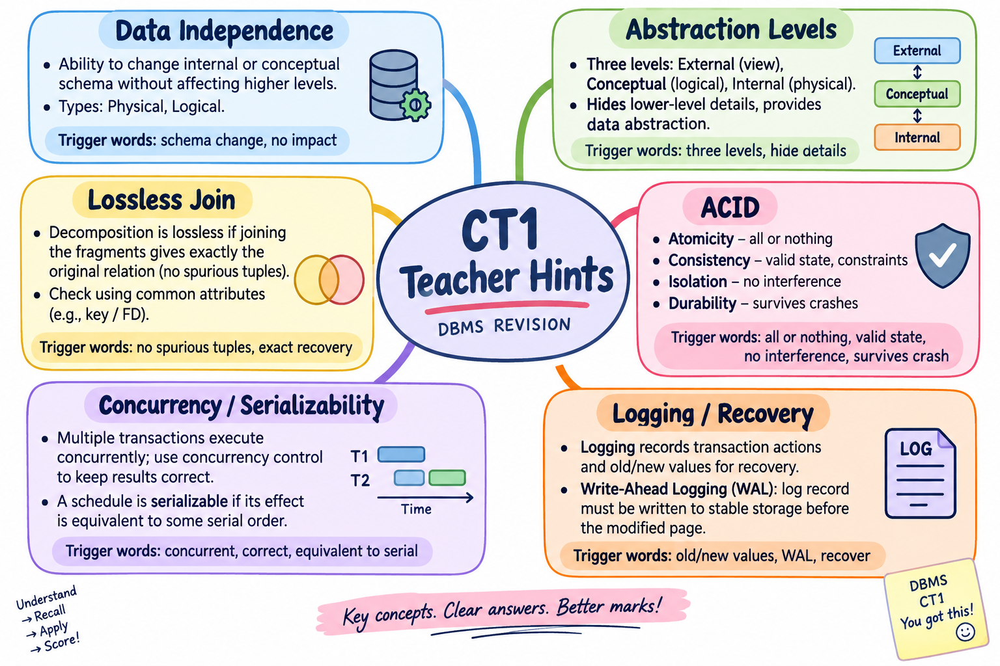 Data Independence
• Ability to change internal or conceptual
schema without affecting higher levels.
• Types: Physical, Logical.
Trigger words: schema change, no impact
Abstraction Levels
• Three levels: External (view),
Conceptual (logical), Internal (physical).
• Hides lower-level details, provides
data abstraction.
Trigger words: three levels, hide details
External
Conceptual
Internal
Lossless Join
• Decomposition is lossless if joining
the fragments gives exactly the
original relation (no spurious tuples).
• Check using common attributes
(e.g., key / FD).
Trigger words: no spurious tuples, exact recovery
CT1
Teacher Hints
DBMS REVISION
ACID
• Atomicity – all or nothing
• Consistency – valid state, constraints
• Isolation – no interference
• Durability – survives crashes
Trigger words: all or nothing, valid state,
no interference, survives crash
Concurrency / Serializability
• Multiple transactions execute
concurrently; use concurrency control
to keep results correct.
• A schedule is serializable if its effect
is equivalent to some serial order.
T1
T2
Time
Trigger words: concurrent, correct, equivalent to serial
Logging / Recovery
• Logging records transaction actions
and old/new values for recovery.
• Write-Ahead Logging (WAL): log record
must be written to stable storage before
the modified page.
LOG
Trigger words: old/new values, WAL, recover
Understand
→ Recall
→ Apply
→ Score!
Key concepts. Clear answers. Better marks!
DBMS
CT1
You got this!